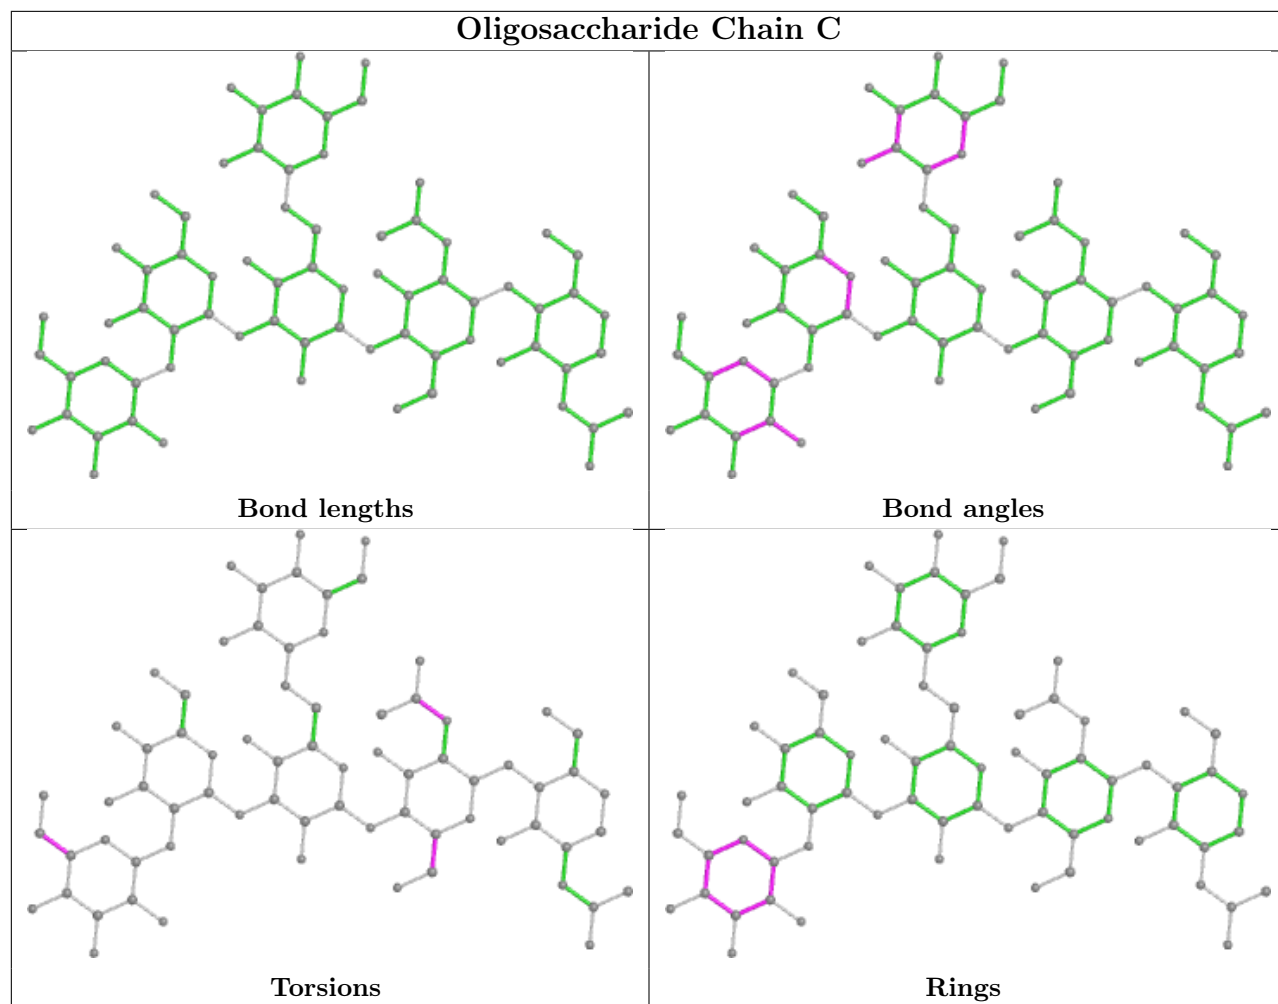 Oligosaccharide Chain C
Bond lengths
Bond angles
Torsions
Rings